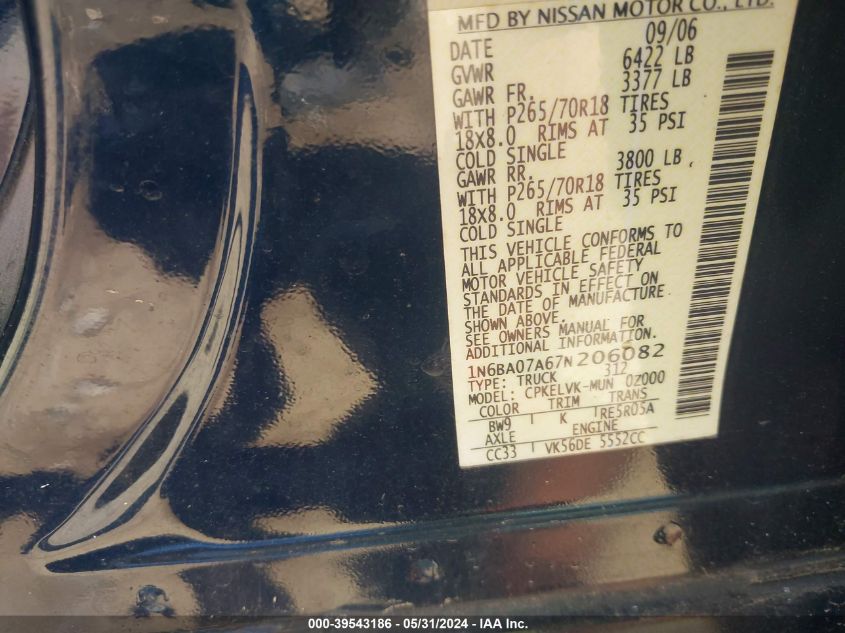 MFD BY NISSAN MOTOR CO., LTD.
DATE 09/06
GVWR 6422 LB
GAWR FR. 3377 LB
WITH P265/70R18 TIRES
18X8.0 RIMS AT 35 PSI
COLD SINGLE
GAWR RR. 3800 LB
WITH P265/70R18 TIRES
18X8.0 RIMS AT 35 PSI
COLD SINGLE
THIS VEHICLE CONFORMS TO
ALL APPLICABLE FEDERAL
MOTOR VEHICLE SAFETY
STANDARDS IN EFFECT ON
THE DATE OF MANUFACTURE
SHOWN ABOVE.
SEE OWNERS MANUAL FOR
ADDITIONAL INFORMATION.
1N6BA07A67N206082
TYPE: TRUCK 312
MODEL: CPKELVK-MUN 0Z000
COLOR TRIM TRANS
BW9 K RE5R05A
AXLE ENGINE
CC33 VK56DE 5552CC
000-39543186 - 05/31/2024 - IAA Inc.